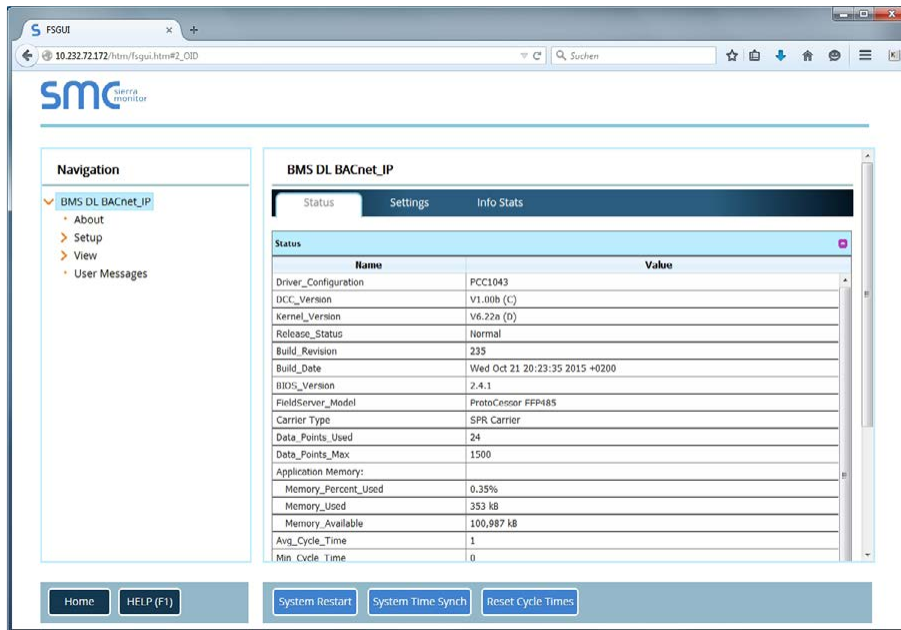 FSGUI
10.232.72.172/htm/fsgui.htm#2_OID
Suchen
SMC sierra monitor
Navigation
BMS DL BACnet_IP
About
Setup
View
User Messages
BMS DL BACnet_IP
Status Settings Info Stats
Status
Name Value
Driver_Configuration PCC1043
DCC_Version V1.00b (C)
Kernel_Version V6.22a (D)
Release_Status Normal
Build_Revision 235
Build_Date Wed Oct 21 20:23:35 2015 +0200
BIOS_Version 2.4.1
FieldServer_Model ProtoCessor FFP485
Carrier Type SPR Carrier
Data_Points_Used 24
Data_Points_Max 1500
Application Memory:
Memory_Percent_Used 0.35%
Memory_Used 353 kB
Memory_Available 100,987 kB
Avg_Cycle_Time 1
Min_Cycle_Time 0
Home HELP (F1) System Restart System Time Synch Reset Cycle Times